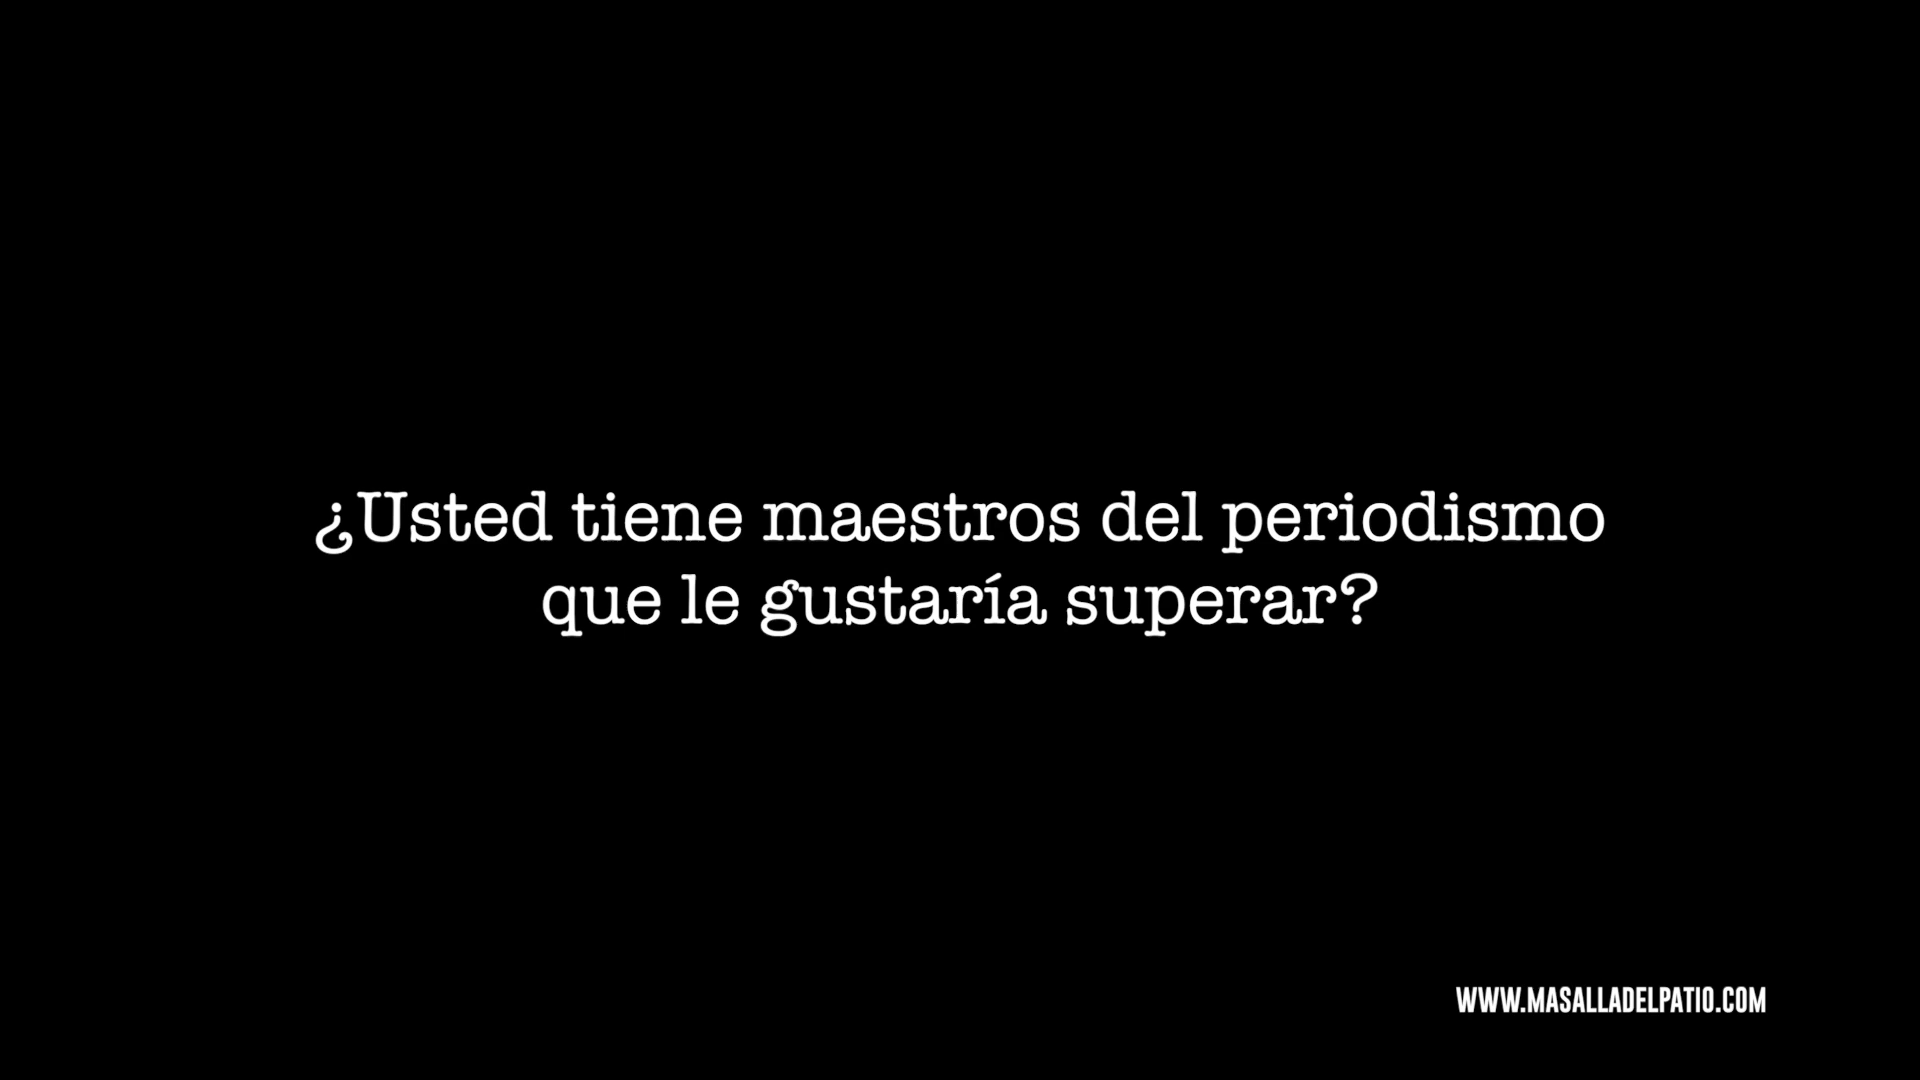 ¿Usted tiene maestros del periodismo
que le gustaría superar?
WWW.MASALLADELPATIO.COM